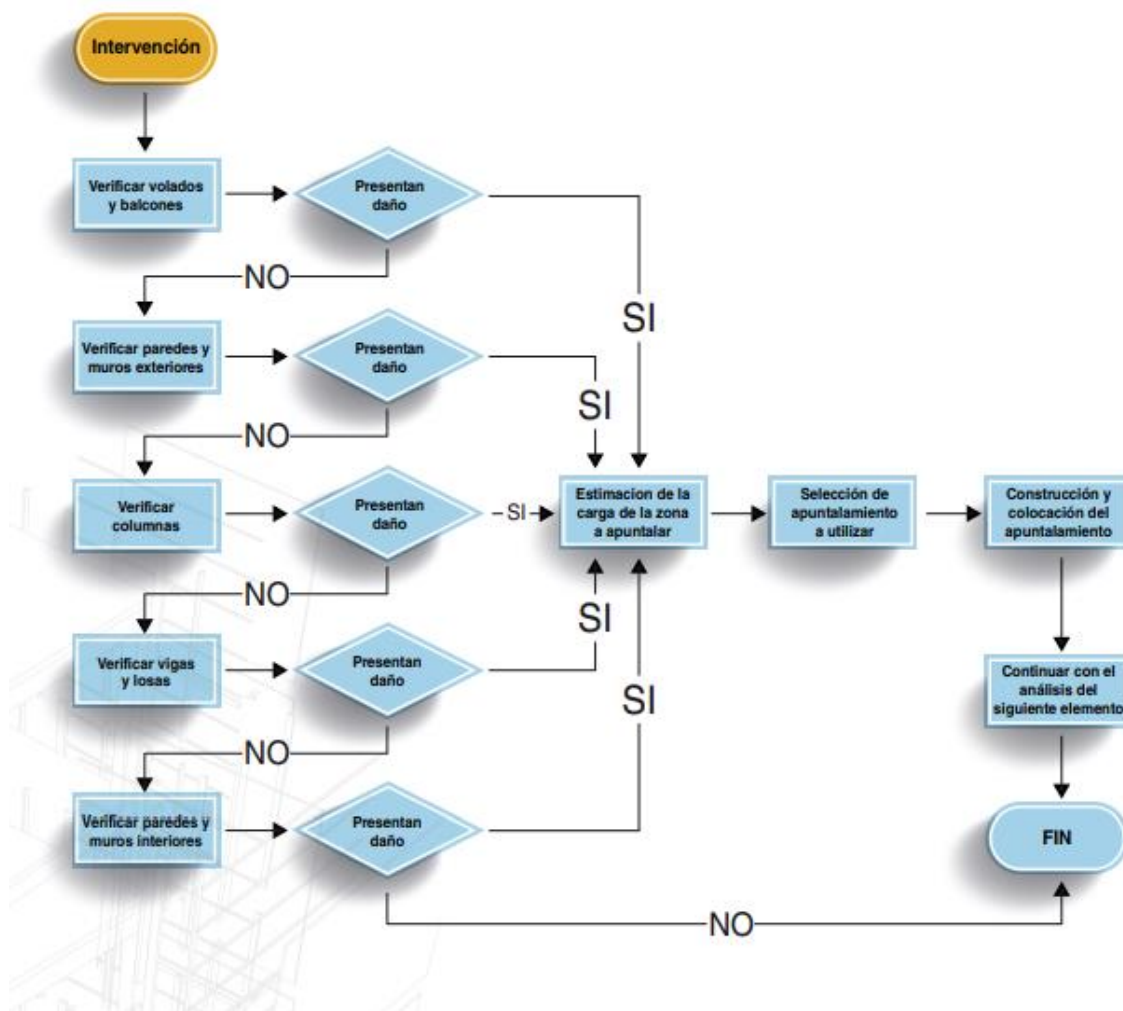 Intervención
Verificar volados
y balcones
Presentan
daño
NO
SI
Verificar paredes y
muros exteriores
Presentan
daño
SI
NO
Verificar
columnas
Presentan
daño
SI
Estimacion de la
carga de la zona
a apuntalar
Selección de
apuntalamiento
a utilizar
Construcción y
colocación del
apuntalamiento
NO
SI
Verificar vigas
y losas
Presentan
daño
Continuar con el
análisis del
siguiente elemento
SI
NO
Verificar paredes y
muros interiores
Presentan
daño
FIN
NO